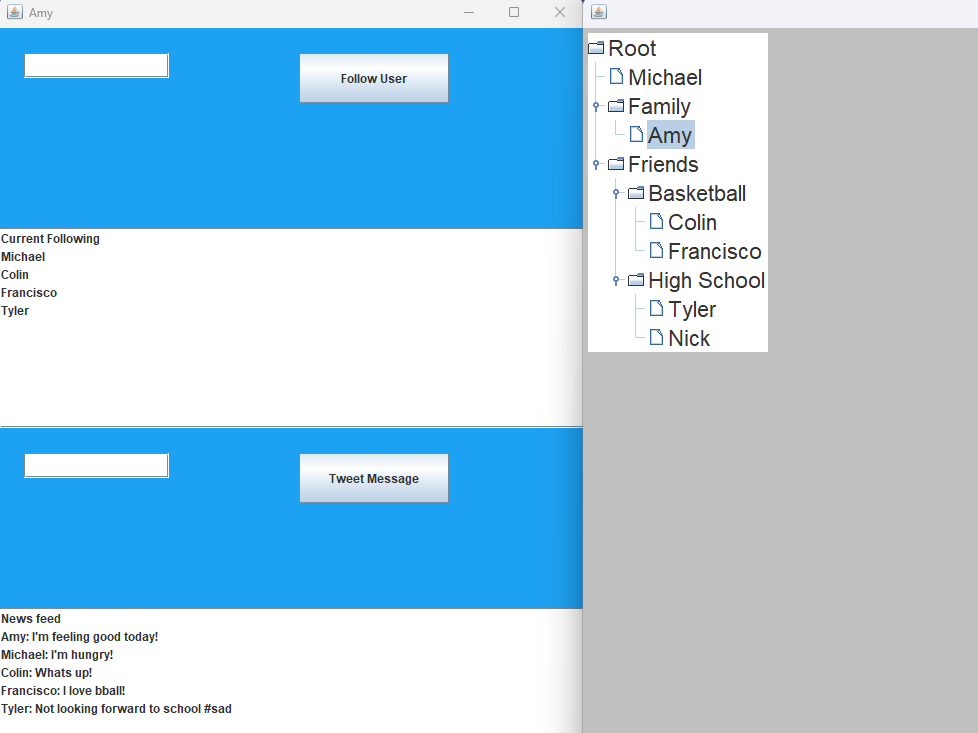 Amy
Follow User
Current Following
Michael
Colin
Francisco
Tyler
Tweet Message
News feed
Amy: I'm feeling good today!
Michael: I'm hungry!
Colin: Whats up!
Francisco: I love bball!
Tyler: Not looking forward to school #sad
Root
Michael
Family
Amy
Friends
Basketball
Colin
Francisco
High School
Tyler
Nick